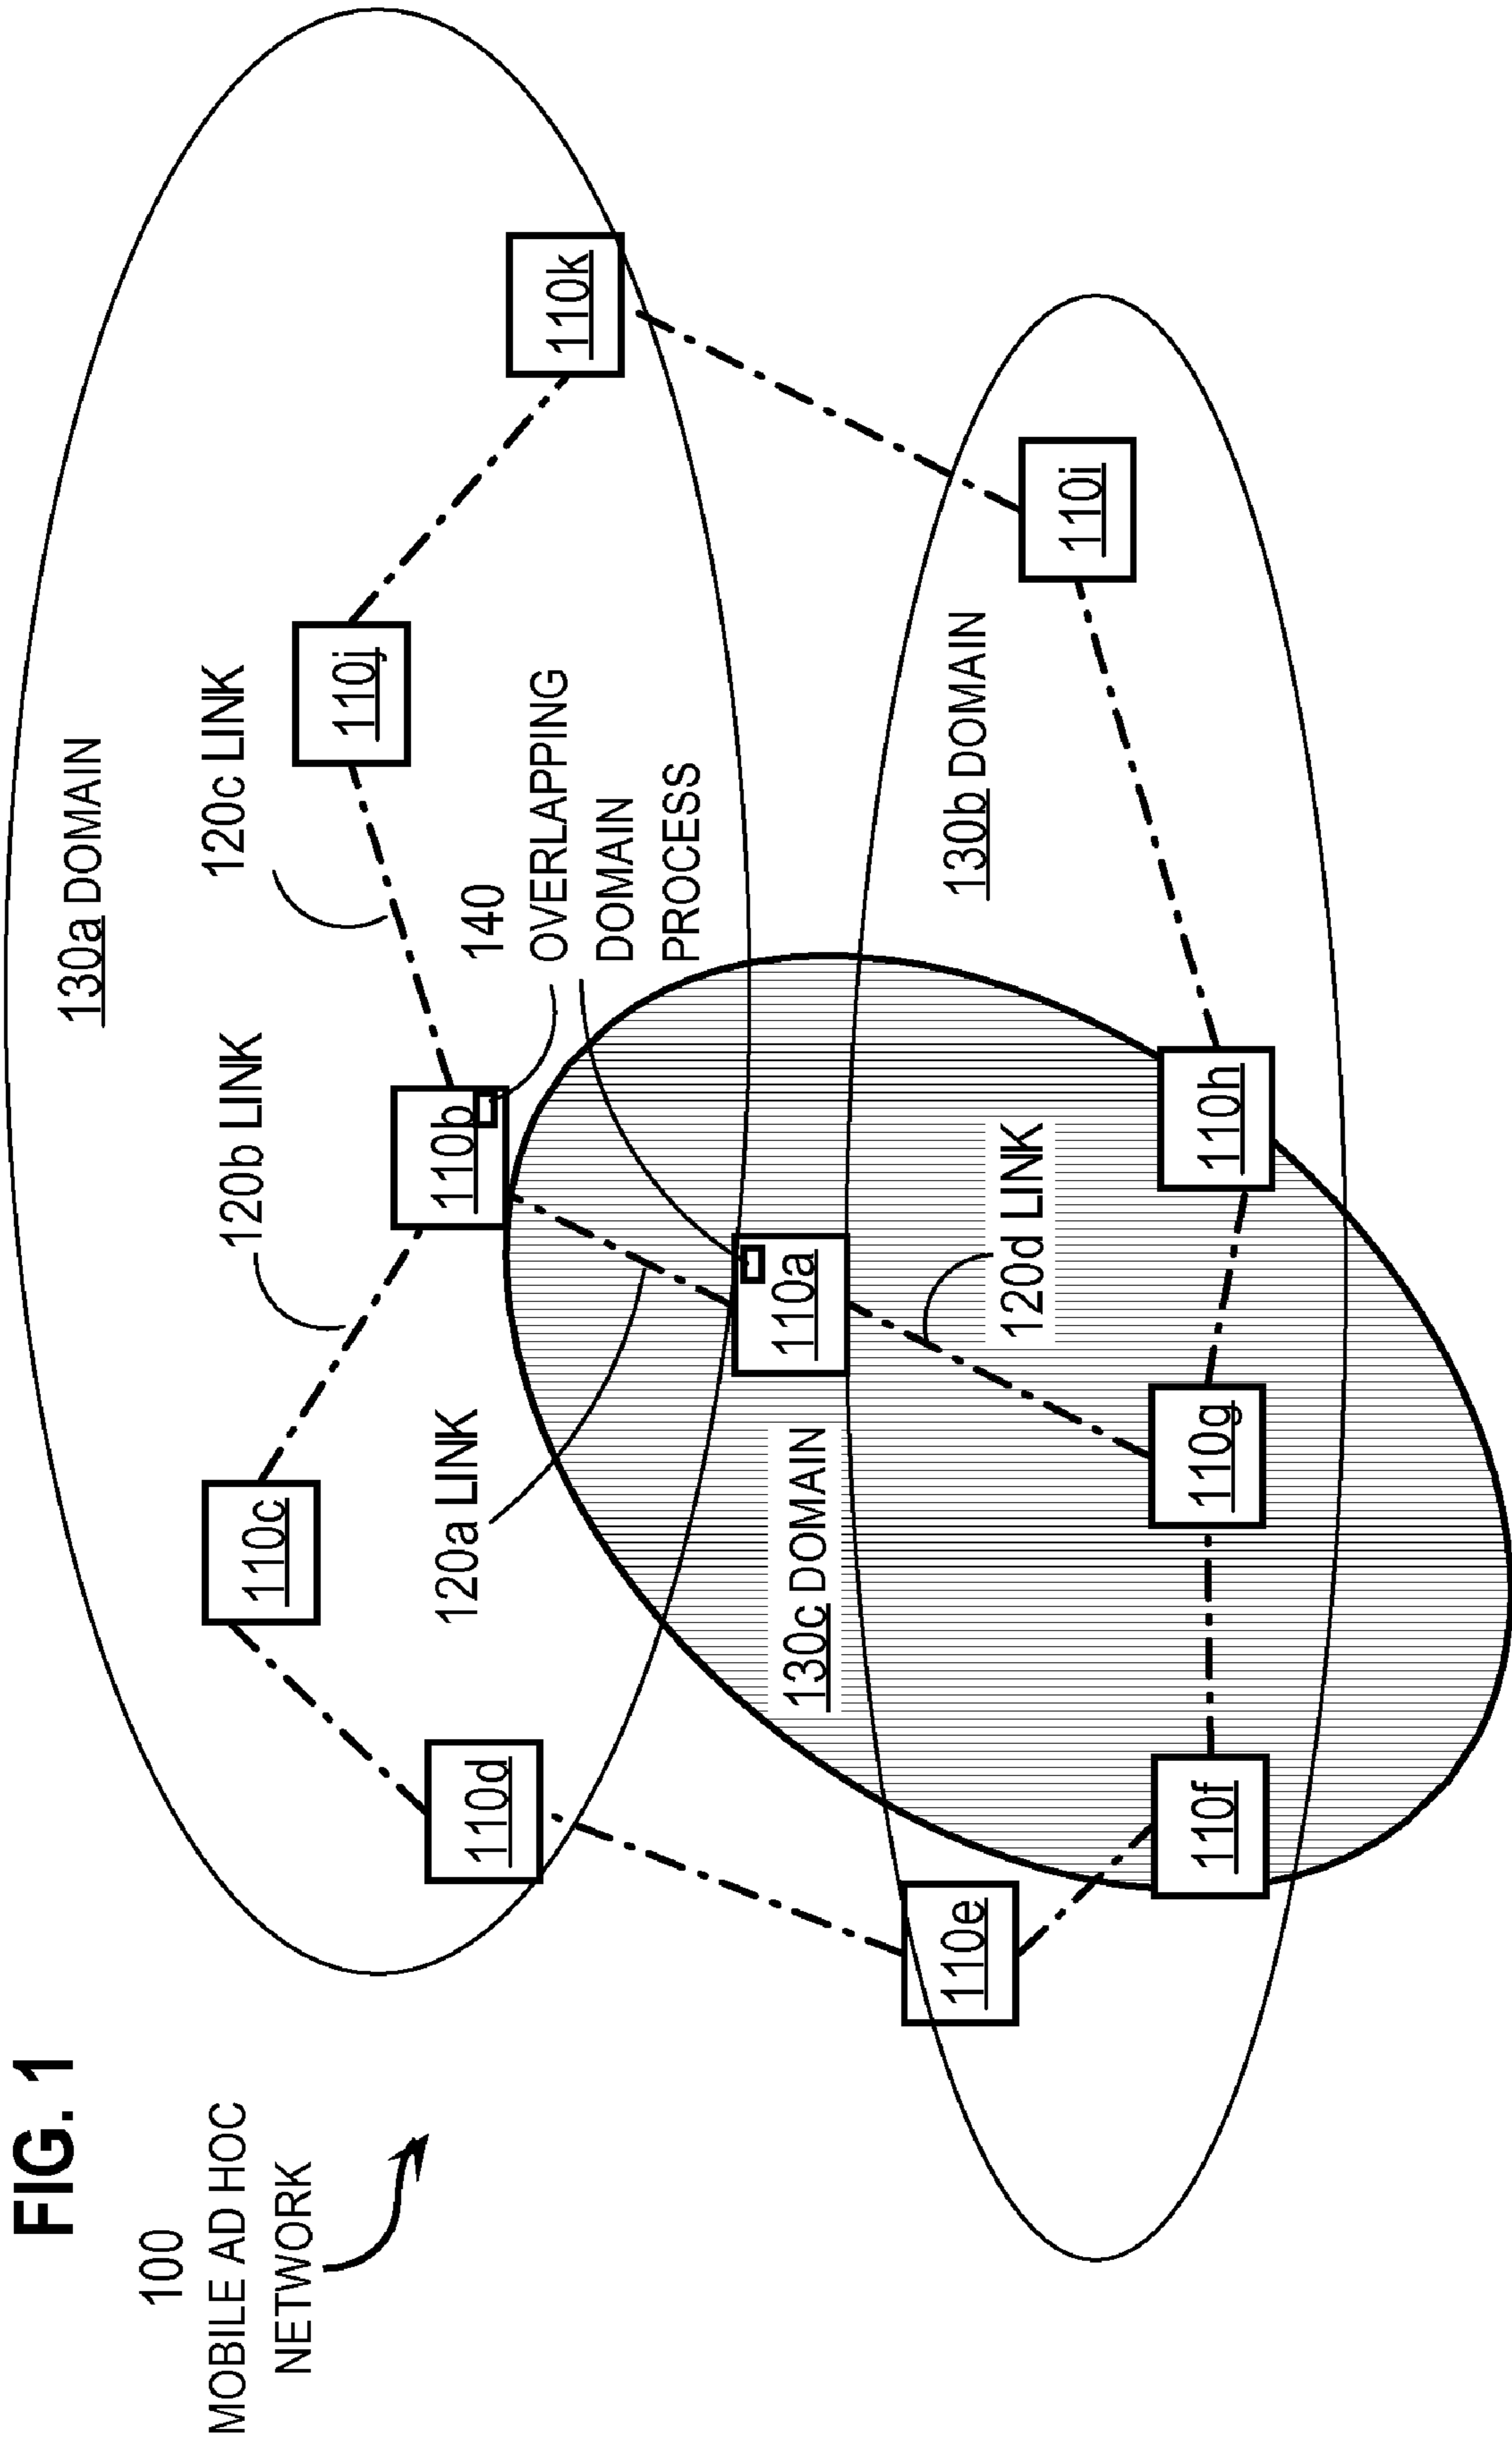 FIG. 1
100
MOBILE AD HOC
NETWORK
130a DOMAIN
120b LINK
120c LINK
110c
110j
110b
140
OVERLAPPING
DOMAIN
PROCESS
110d
120a LINK
110k
110a
130c DOMAIN
130b DOMAIN
120d LINK
110e
110i
110f
110g
110h